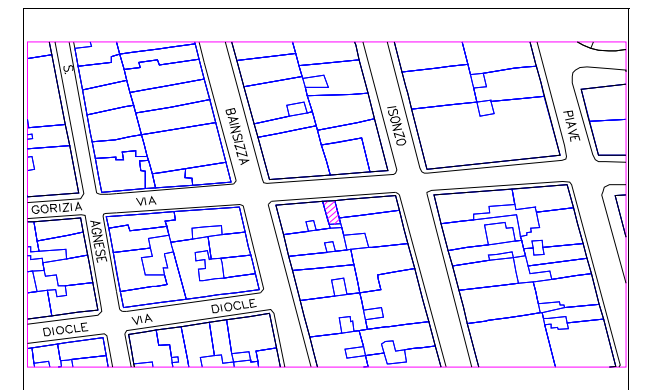 S.
BAINSIZZA
ISONZO
PIAVE
VIA
GORIZIA
AGNESE
DIOCLE
VIA
DIOCLE